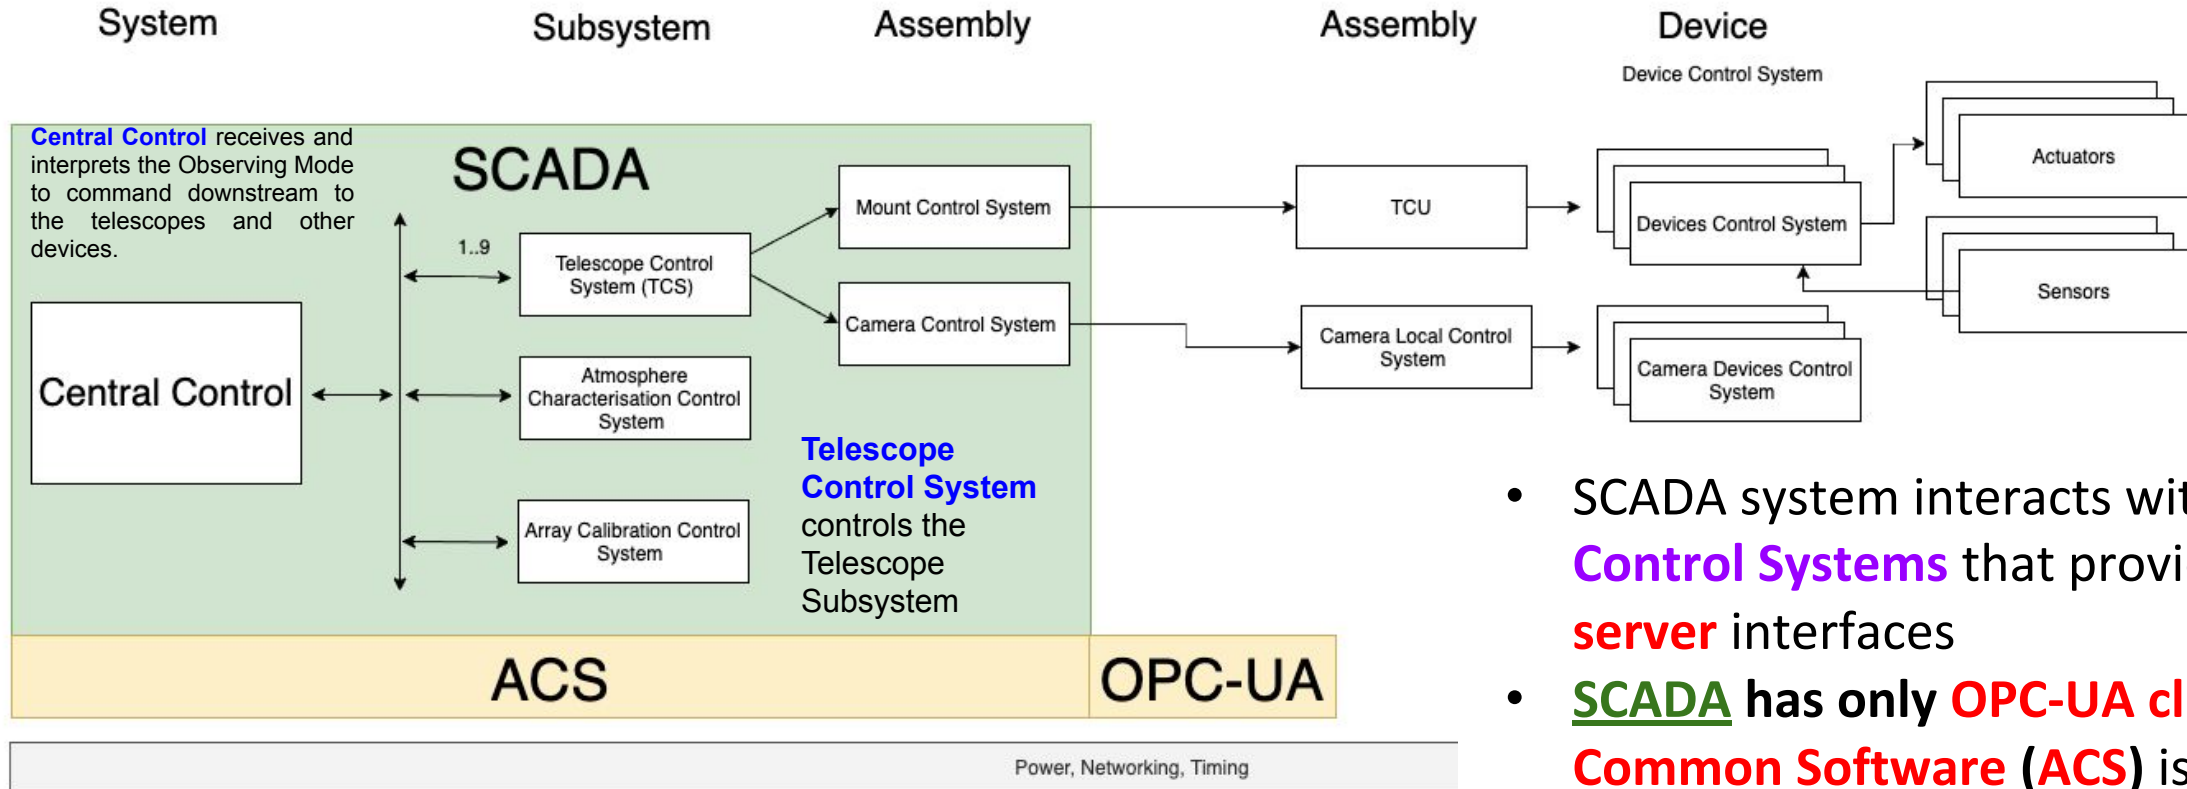 System
Subsystem
Assembly
Assembly
Device
Device Control System
Central Control receives and
interprets the Observing Mode
to command downstream to
the telescopes and other
devices.
SCADA
1..9
Telescope Control
System (TCS)
Mount Control System
Camera Control System
TCU
Devices Control System
Actuators
Sensors
Central Control
Atmosphere
Characterisation Control
System
Camera Local Control
System
Camera Devices Control
System
Array Calibration Control
System
Telescope
Control System
controls the
Telescope
Subsystem
ACS
OPC-UA
Power, Networking, Timing
• SCADA system interacts wit
Control Systems that provi
server interfaces
• SCADA has only OPC-UA cl
Common Software (ACS) is